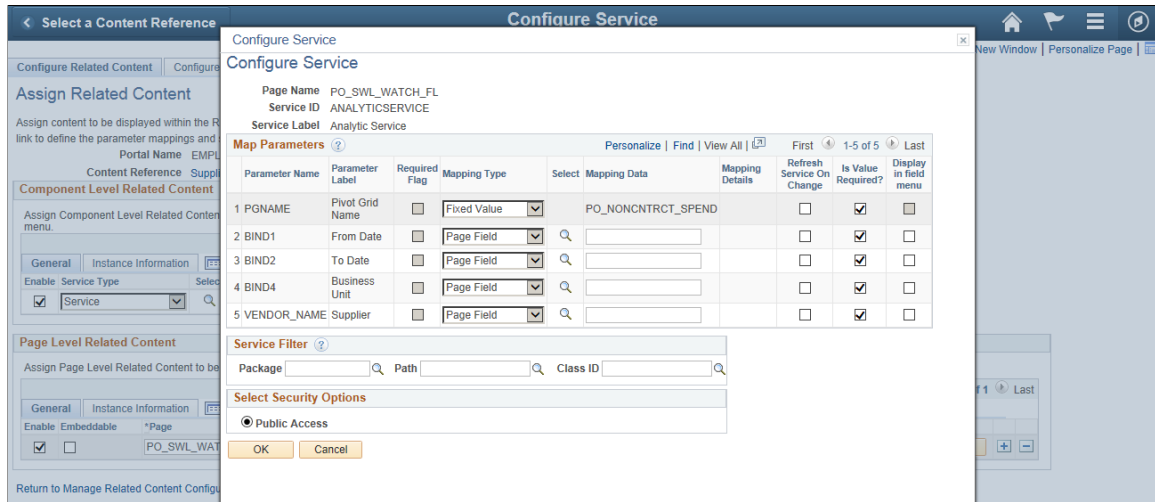 Select a Content Reference
Configure Service
New Window | Personalize Page |
Configure Related Content
Configure
Assign Related Content
Assign content to be displayed within the R
link to define the parameter mappings and
Portal Name EMPL
Content Reference Suppli
Component Level Related Content
Assign Component Level Related Conten
menu.
General Instance Information
Enable Service Type Selec
Service
Page Level Related Content
Assign Page Level Related Content to be
f 1 Last
General Instance Information
Enable Embeddable *Page
PO_SWL_WAT
Return to Manage Related Content Configu
Configure Service
Configure Service
Page Name PO_SWL_WATCH_FL
Service ID ANALYTICSERVICE
Service Label Analytic Service
Map Parameters Personalize | Find | View All | First 1-5 of 5 Last
Parameter Name Parameter Label Required Flag Mapping Type Select Mapping Data Mapping Details Refresh Service On Change Is Value Required? Display in field menu
1 PGNAME Pivot Grid Name Fixed Value PO_NONCNTRCT_SPEND
2 BIND1 From Date Page Field
3 BIND2 To Date Page Field
4 BIND4 Business Unit Page Field
5 VENDOR_NAME Supplier Page Field
Service Filter
Package Path Class ID
Select Security Options
Public Access
OK Cancel